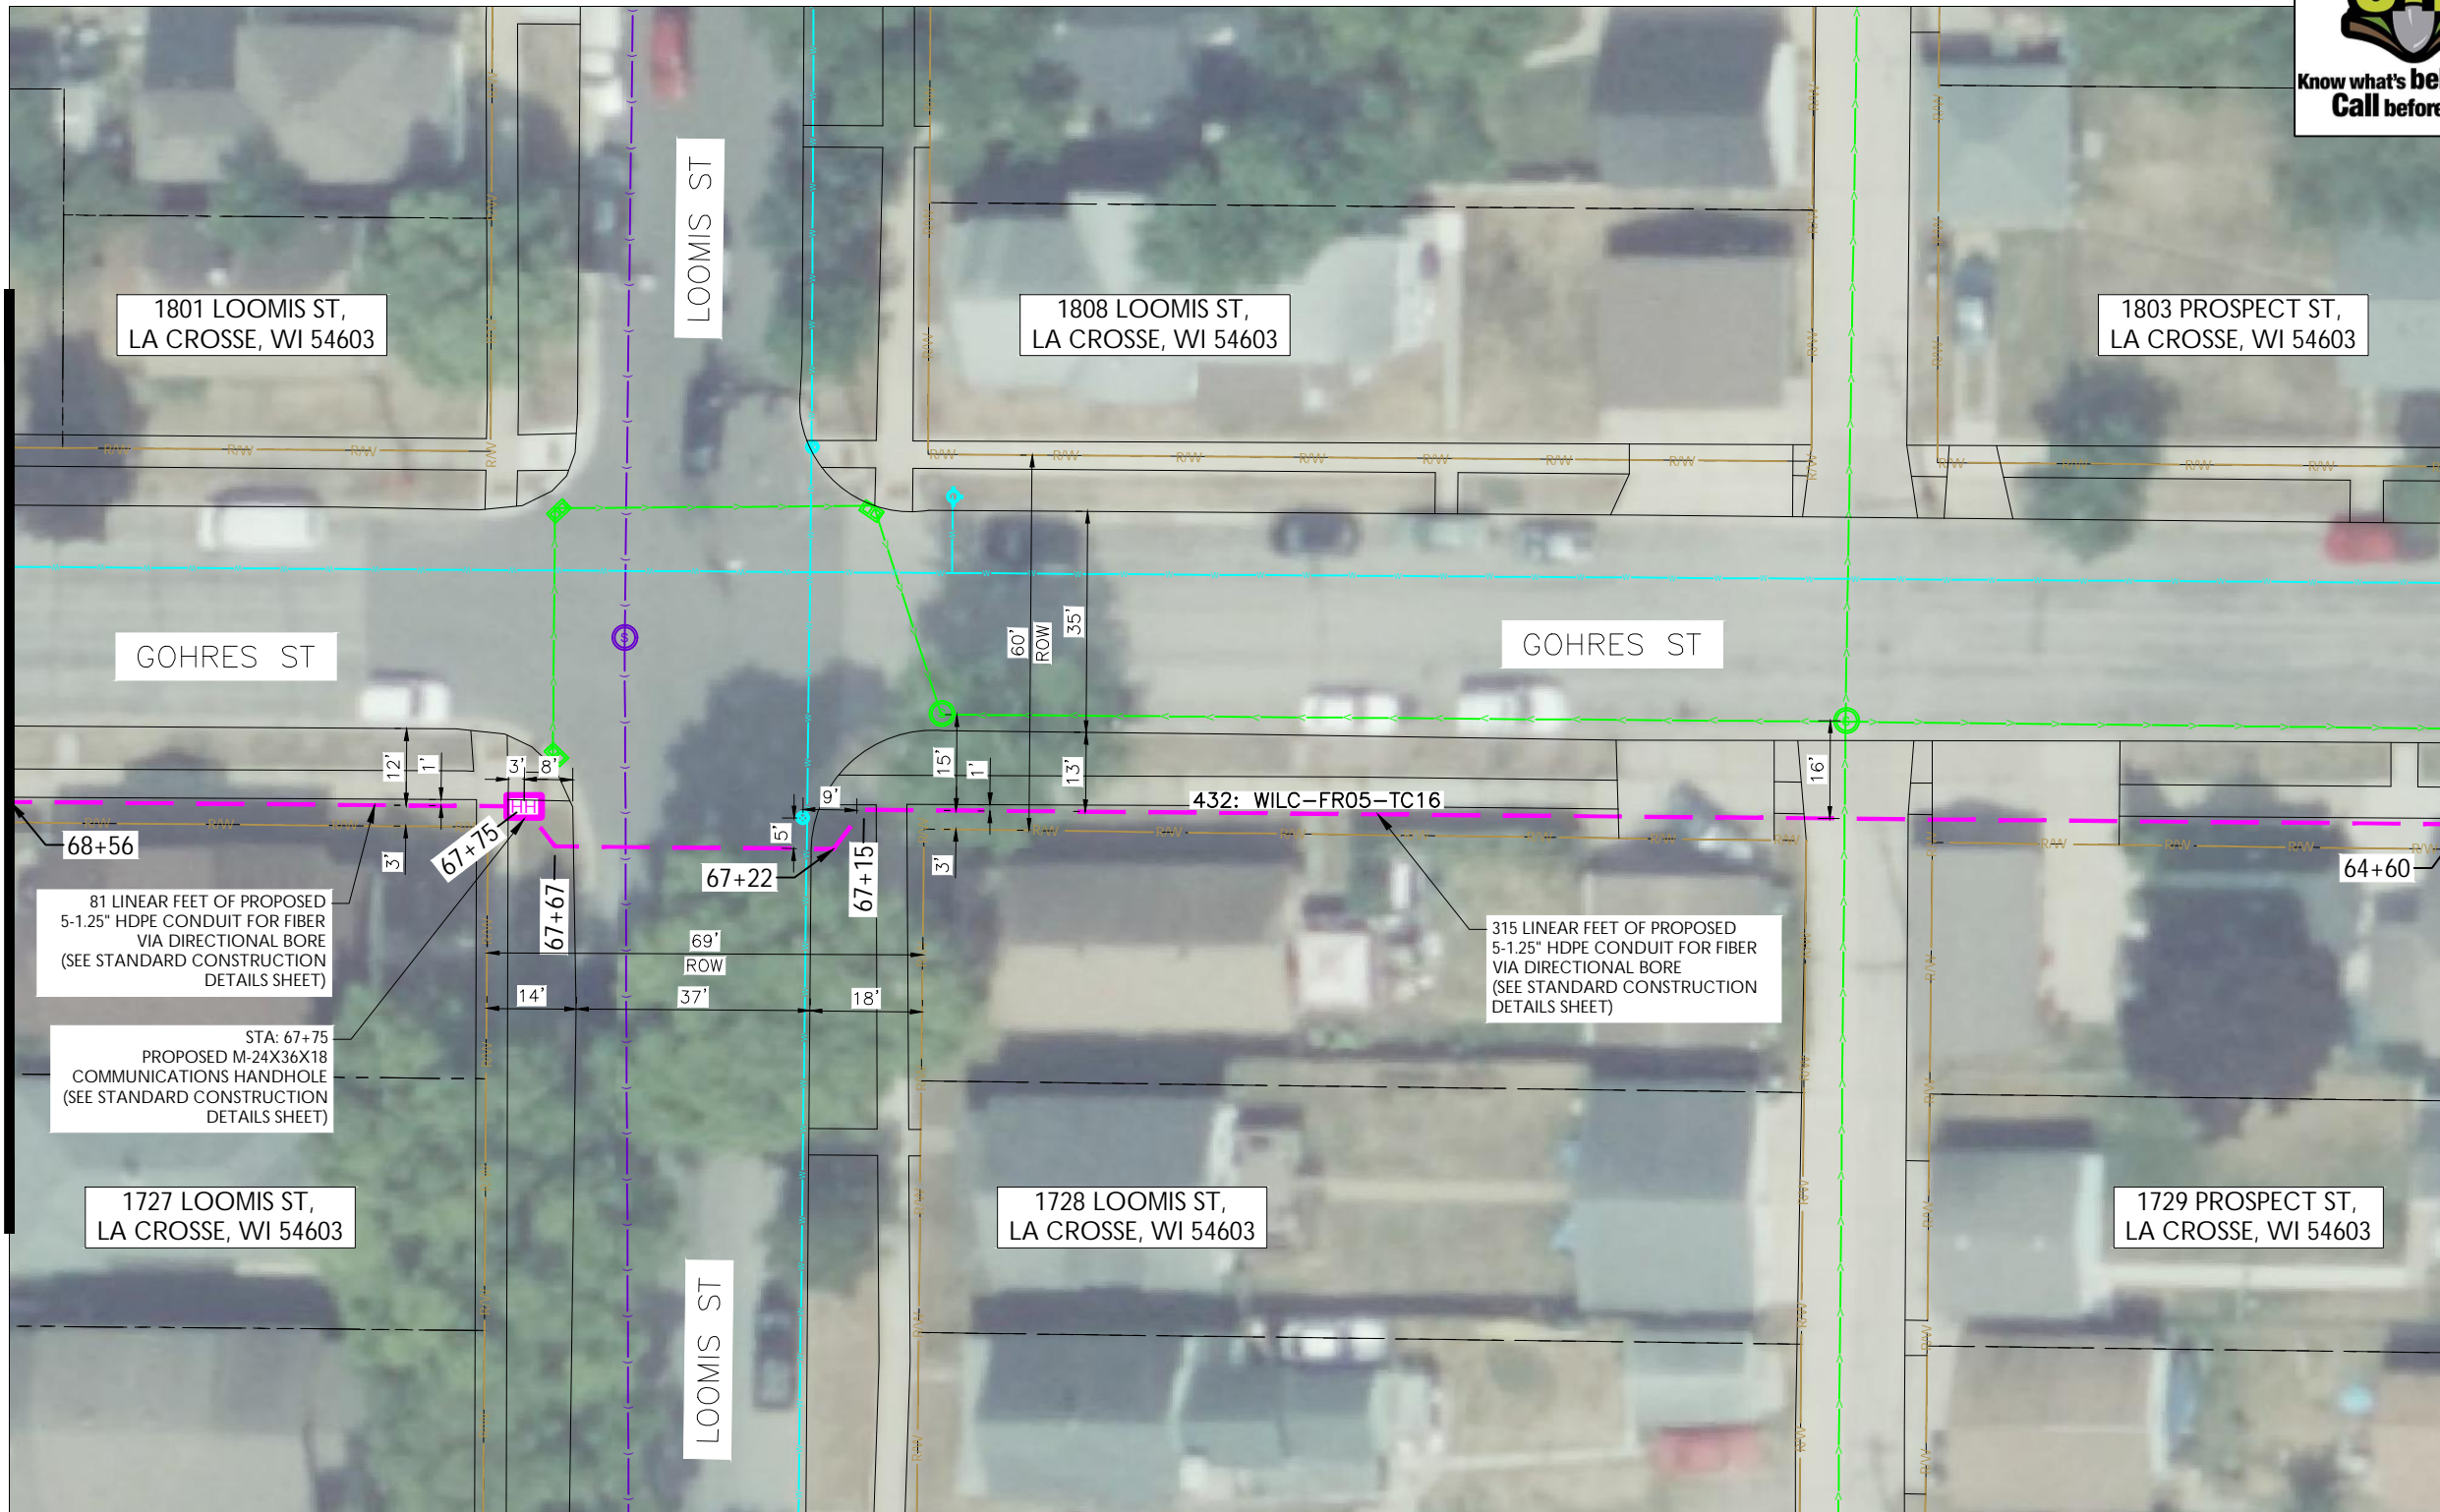 Know what's
Call before
LOOMIS ST
1801 LOOMIS ST,
LA CROSSE, WI 54603
1808 LOOMIS ST,
LA CROSSE, WI 54603
1803 PROSPECT ST,
LA CROSSE, WI 54603
R/W R/W R/W
R/W R/W R/W R/W R/W R/W R/W
R/W R/W R/W R/W
60'
ROW
35'
GOHRES ST
GOHRES ST
S
12'
1'
3'
8'
HH
9'
5'
15'
1'
13'
16'
432: WILC-FR05-TC16
68+56
67+75
3'
67+67
67+22
67+15
3'
64+60
81 LINEAR FEET OF PROPOSED
5-1.25" HDPE CONDUIT FOR FIBER
VIA DIRECTIONAL BORE
(SEE STANDARD CONSTRUCTION
DETAILS SHEET)
315 LINEAR FEET OF PROPOSED
5-1.25" HDPE CONDUIT FOR FIBER
VIA DIRECTIONAL BORE
(SEE STANDARD CONSTRUCTION
DETAILS SHEET)
69'
ROW
14'
37'
18'
STA: 67+75
PROPOSED M-24X36X18
COMMUNICATIONS HANDHOLE
(SEE STANDARD CONSTRUCTION
DETAILS SHEET)
1727 LOOMIS ST,
LA CROSSE, WI 54603
1728 LOOMIS ST,
LA CROSSE, WI 54603
1729 PROSPECT ST,
LA CROSSE, WI 54603
LOOMIS ST